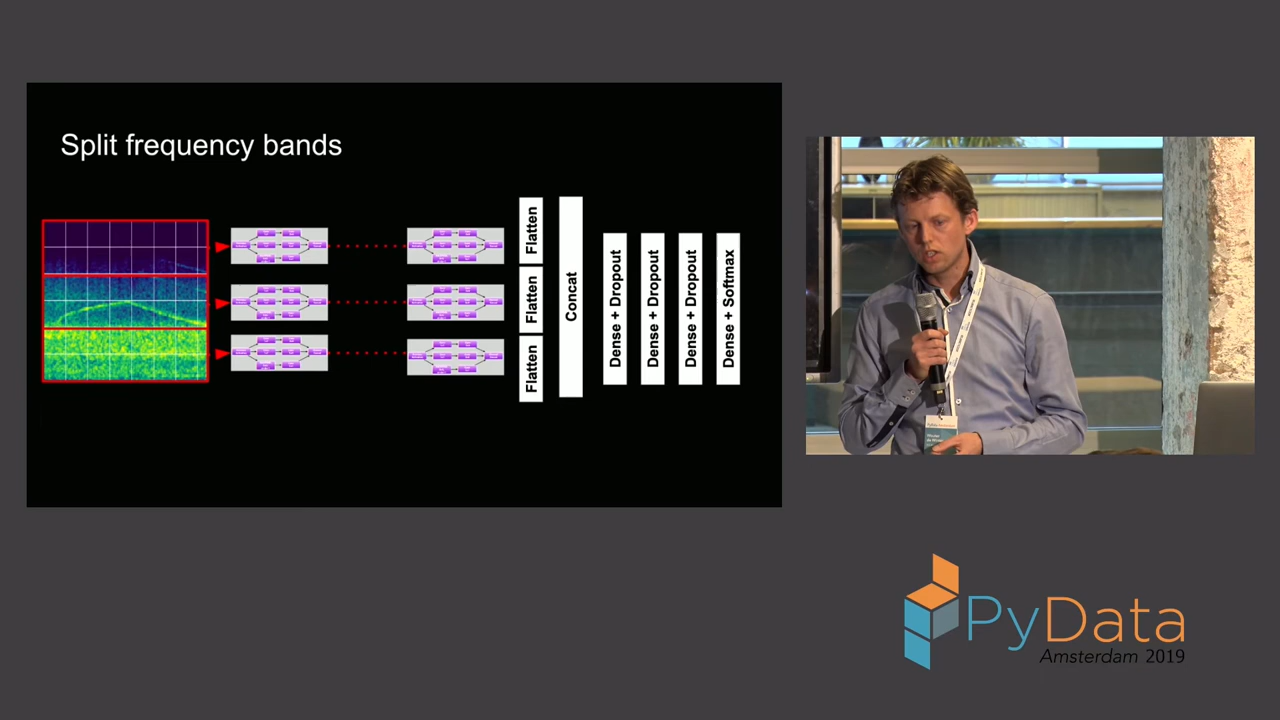 Split frequency bands
Flatten
Flatten
Flatten
Concat
Dense + Dropout
Dense + Dropout
Dense + Dropout
Dense + Softmax
PyData
Amsterdam 2019